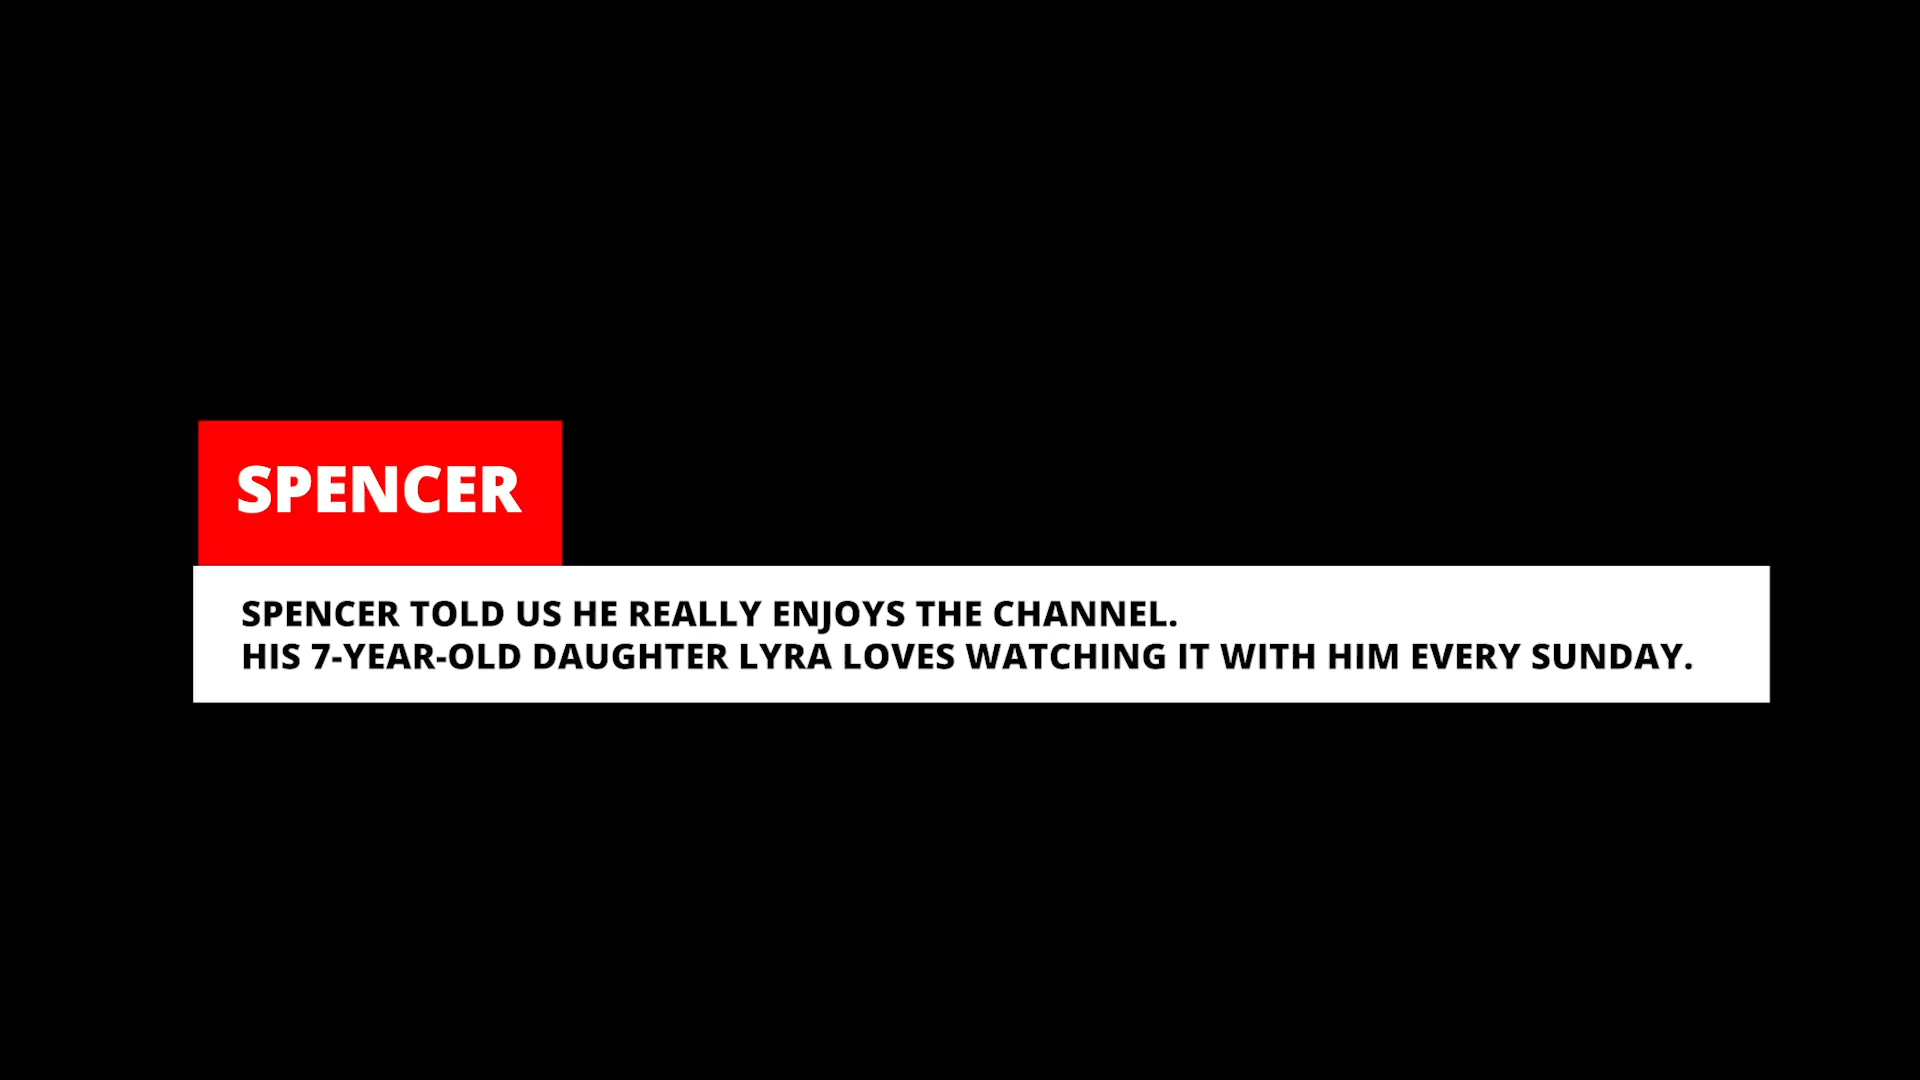 SPENCER
SPENCER TOLD US HE REALLY ENJOYS THE CHANNEL.
HIS 7-YEAR-OLD DAUGHTER LYRA LOVES WATCHING IT WITH HIM EVERY SUNDAY.